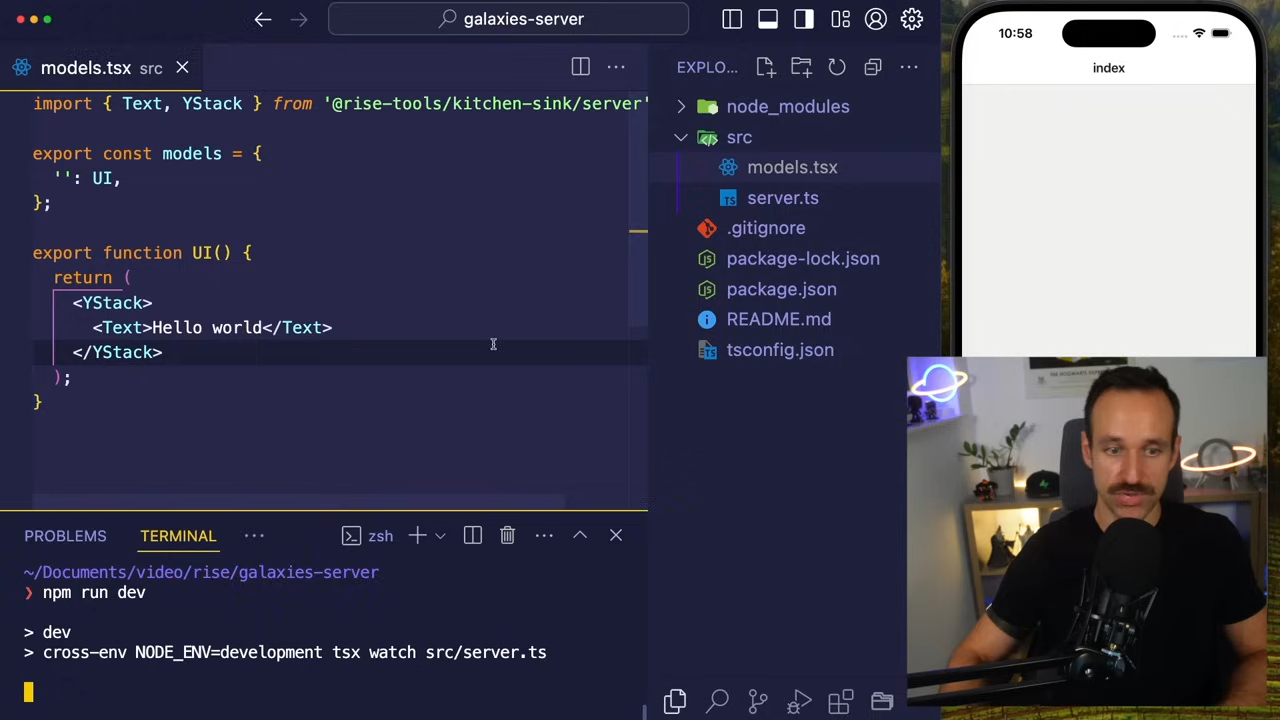 galaxies-server
models.tsx src
EXPLO...
10:58
index
import { Text, YStack } from '@rise-tools/kitchen-sink/server'
export const models = {
'': UI,
};
export function UI() {
return (
<YStack>
<Text>Hello world</Text>
</YStack>
);
}
node_modules
src
models.tsx
TS server.ts
.gitignore
package-lock.json
package.json
README.md
tsconfig.json
PROBLEMS TERMINAL
zsh
~/Documents/video/rise/galaxies-server
❯ npm run dev
> dev
> cross-env NODE_ENV=development tsx watch src/server.ts